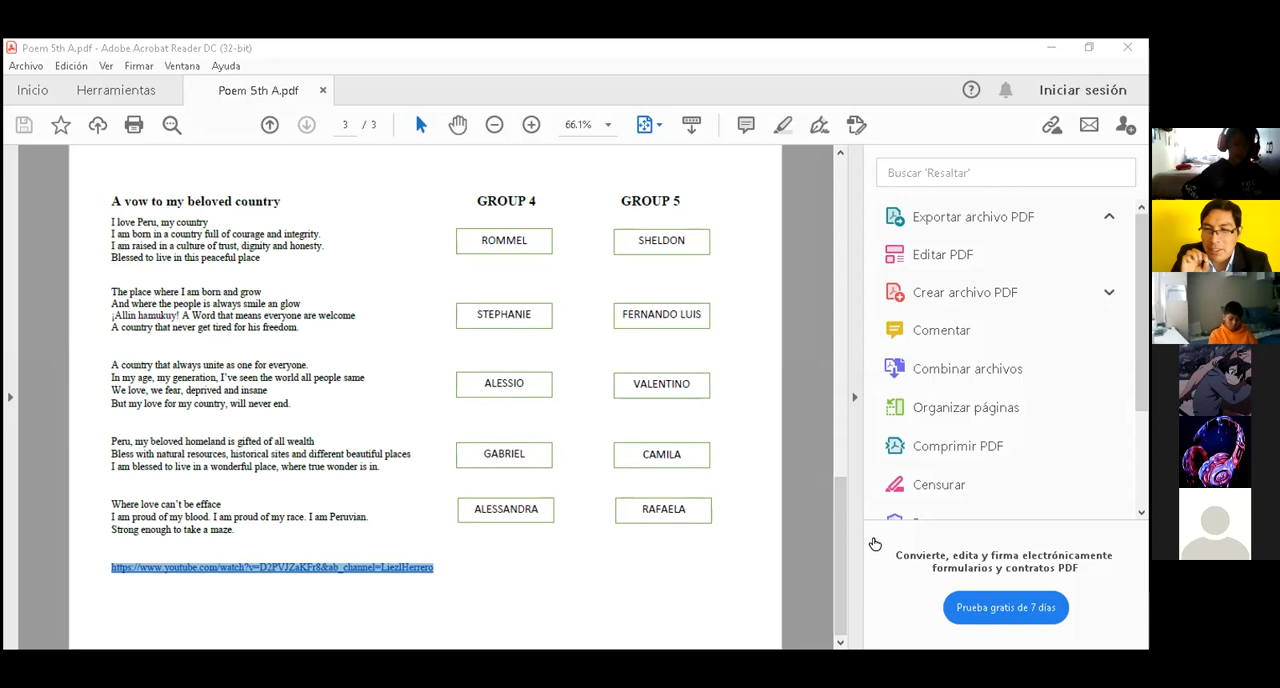 Poem 5th A.pdf - Adobe Acrobat Reader DC (32-bit)
Archivo Edición Ver Firmar Ventana Ayuda
Inicio Herramientas Poem 5th A.pdf × Iniciar sesión
3 / 3 66.1%
A vow to my beloved country GROUP 4 GROUP 5
I love Peru, my country
I am born in a country full of courage and integrity.
I am raised in a culture of trust, dignity and honesty.
Blessed to live in this peaceful place
ROMMEL SHELDON
The place where I am born and grow
And where the people is always smile an glow
¡Allin hamukuy! A Word that means everyone are welcome
A country that never get tired for his freedom.
STEPHANIE FERNANDO LUIS
A country that always unite as one for everyone.
In my age, my generation, I've seen the world all people same
We love, we fear, deprived and insane
But my love for my country, will never end.
ALESSIO VALENTINO
Peru, my beloved homeland is gifted of all wealth
Bless with natural resources, historical sites and different beautiful places
I am blessed to live in a wonderful place, where true wonder is in.
GABRIEL CAMILA
Where love can't be efface
I am proud of my blood. I am proud of my race. I am Peruvian.
Strong enough to take a maze.
ALESSANDRA RAFAELA
https://www.youtube.com/watch?v=D2PVJZaKFr8&ab_channel=LiezlHerrero
Buscar 'Resaltar'
Exportar archivo PDF
Editar PDF
Crear archivo PDF
Comentar
Combinar archivos
Organizar páginas
Comprimir PDF
Censurar
Convierte, edita y firma electrónicamente
formularios y contratos PDF
Prueba gratis de 7 días